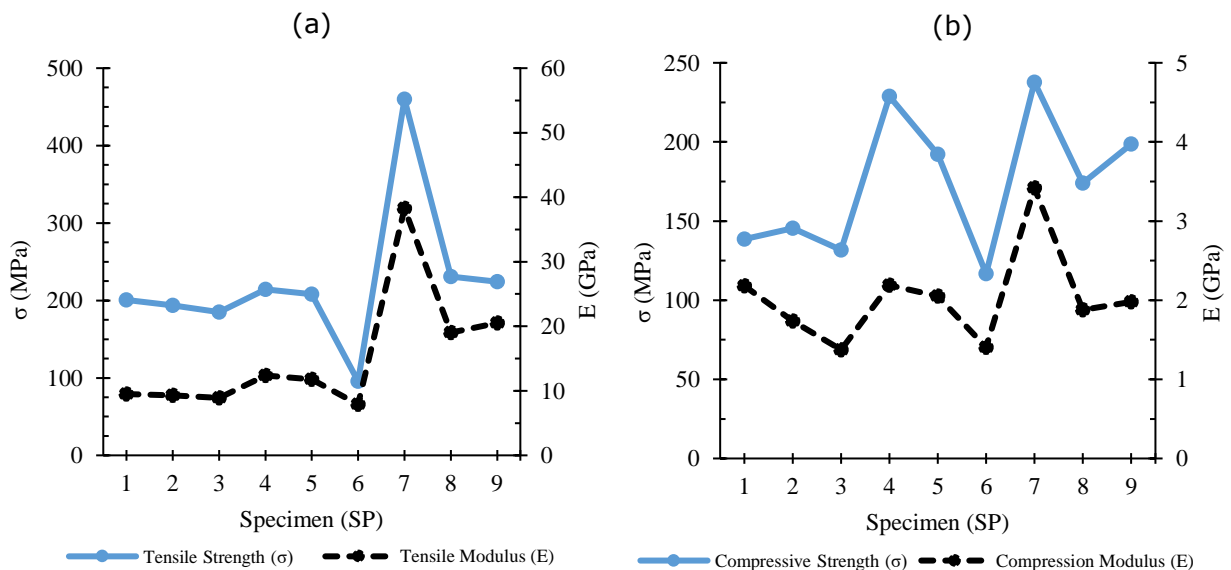 (a)
500
400
300
200
100
0
σ (MPa)
60
50
40
30
20
10
0
E (GPa)
1 2 3 4 5 6 7 8 9
Specimen (SP)
Tensile Strength (σ) Tensile Modulus (E)
(b)
250
200
150
100
50
0
σ (MPa)
5
4
3
2
1
0
E (GPa)
1 2 3 4 5 6 7 8 9
Specimen (SP)
Compressive Strength (σ) Compression Modulus (E)